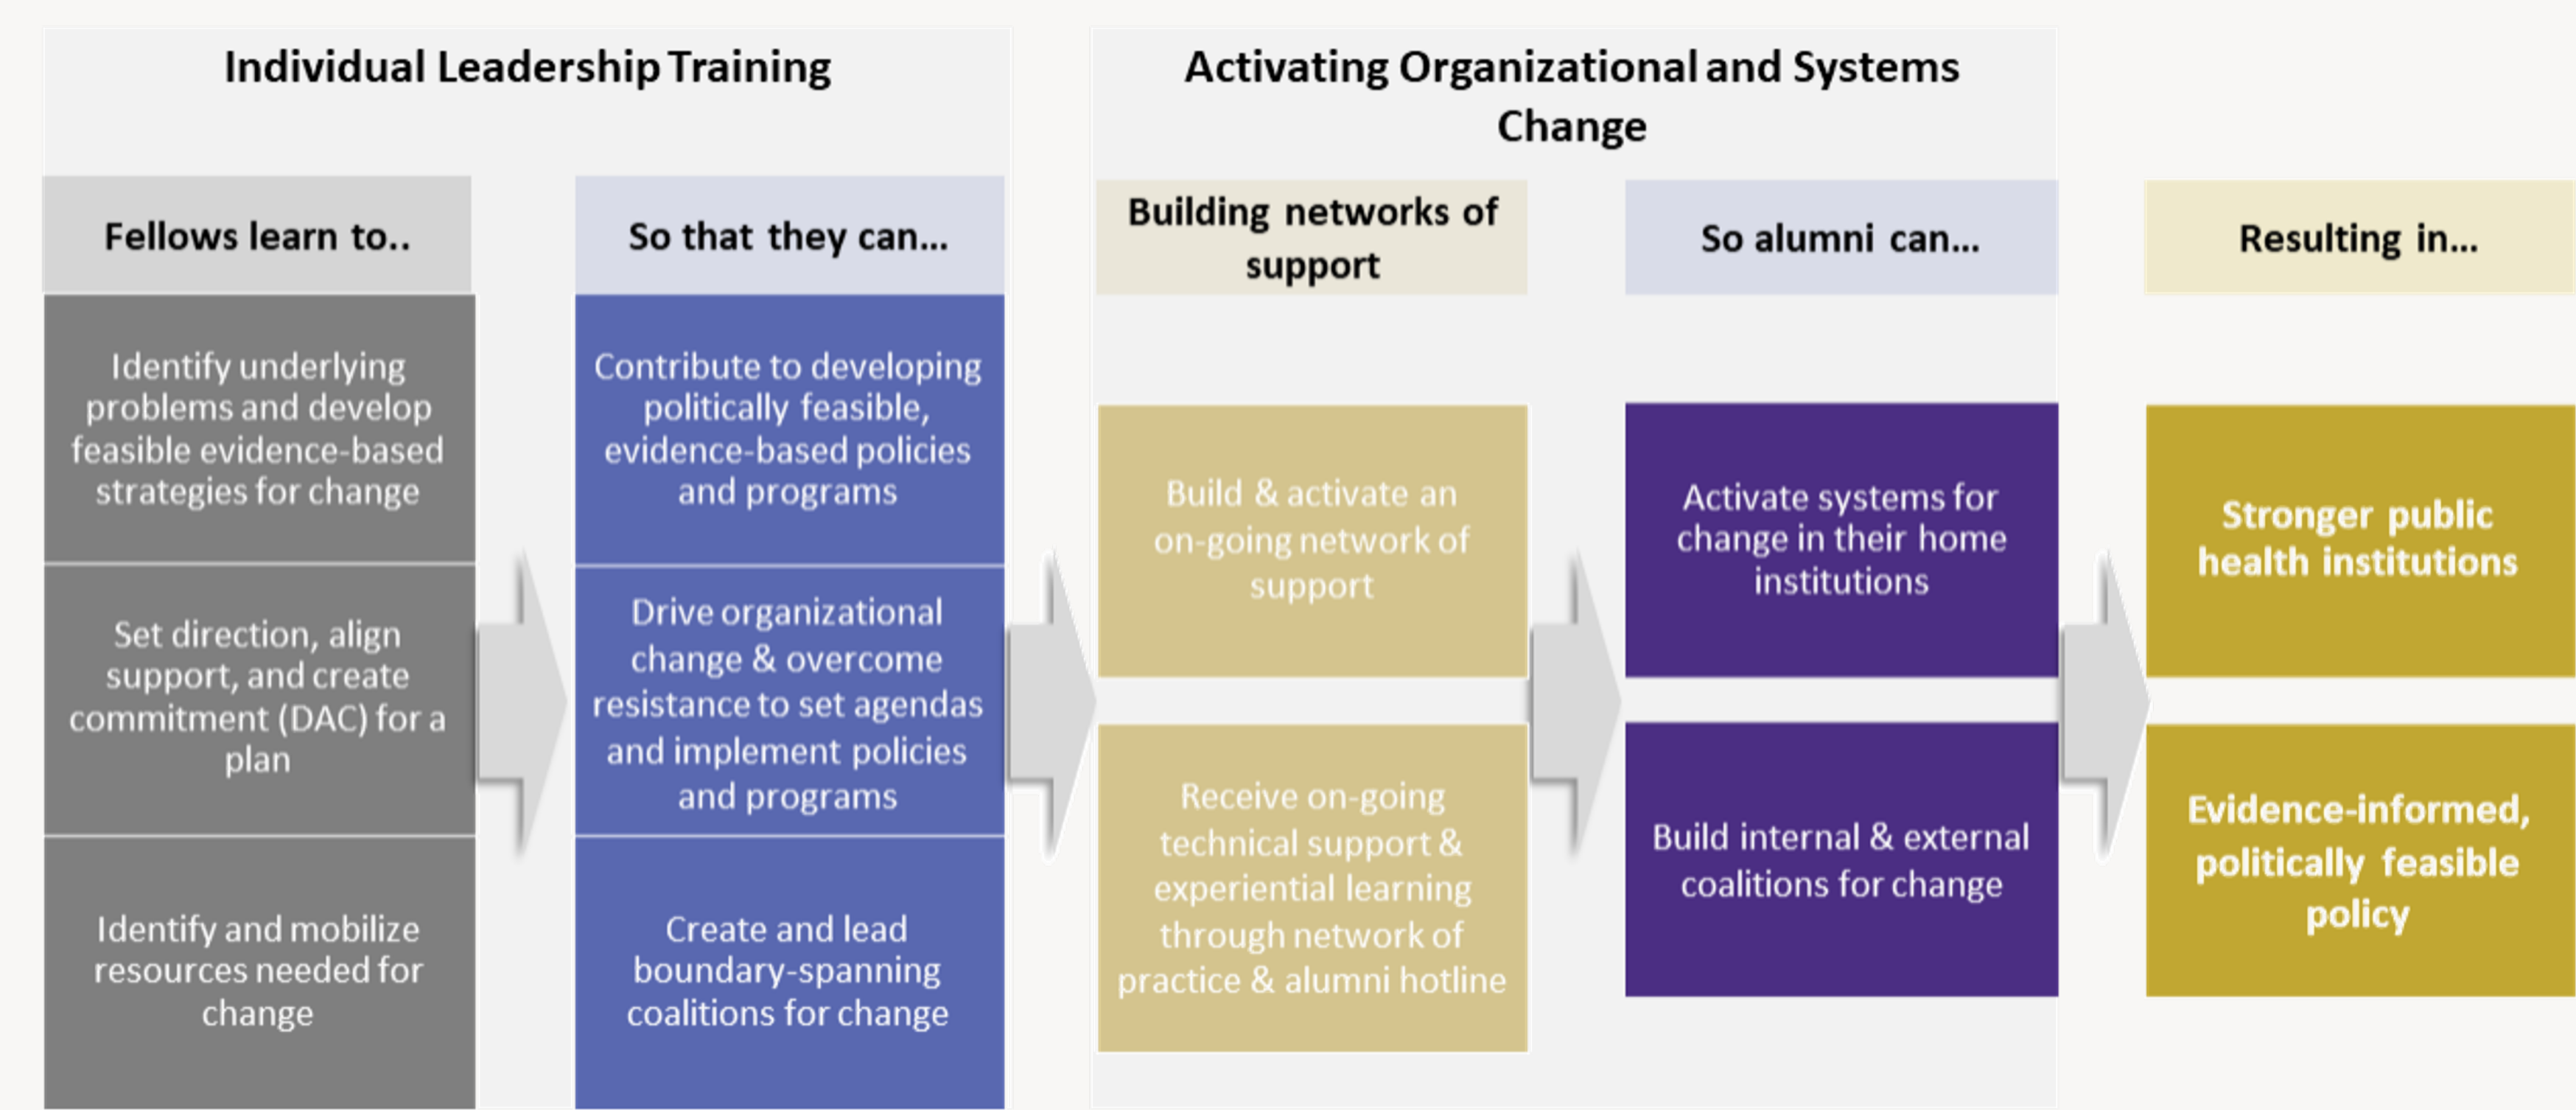 Individual Leadership Training
Activating Organizational and Systems
Change
Fellows learn to..
Identify underlying
problems and develop
feasible evidence-based
strategies for change
Set direction, align
support, and create
commitment (DAC) for a
plan
Identify and mobilize
resources needed for
change
So that they can...
Contribute to developing
politically feasible,
evidence-based policies
and programs
Drive organizational
change & overcome
resistance to set agendas
and implement policies
and programs
Create and lead
boundary-spanning
coalitions for change
Building networks of
support
Build & activate an
on-going network of
support
Receive on-going
technical support &
experiential learning
through network of
practice & alumni hotline
So alumni can...
Activate systems for
change in their home
institutions
Build internal & external
coalitions for change
Resulting in...
Stronger public
health institutions
Evidence-informed,
politically feasible
policy